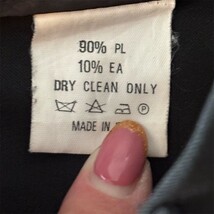 90% PL
10% EA
DRY CLEAN ONLY
P
MADE IN